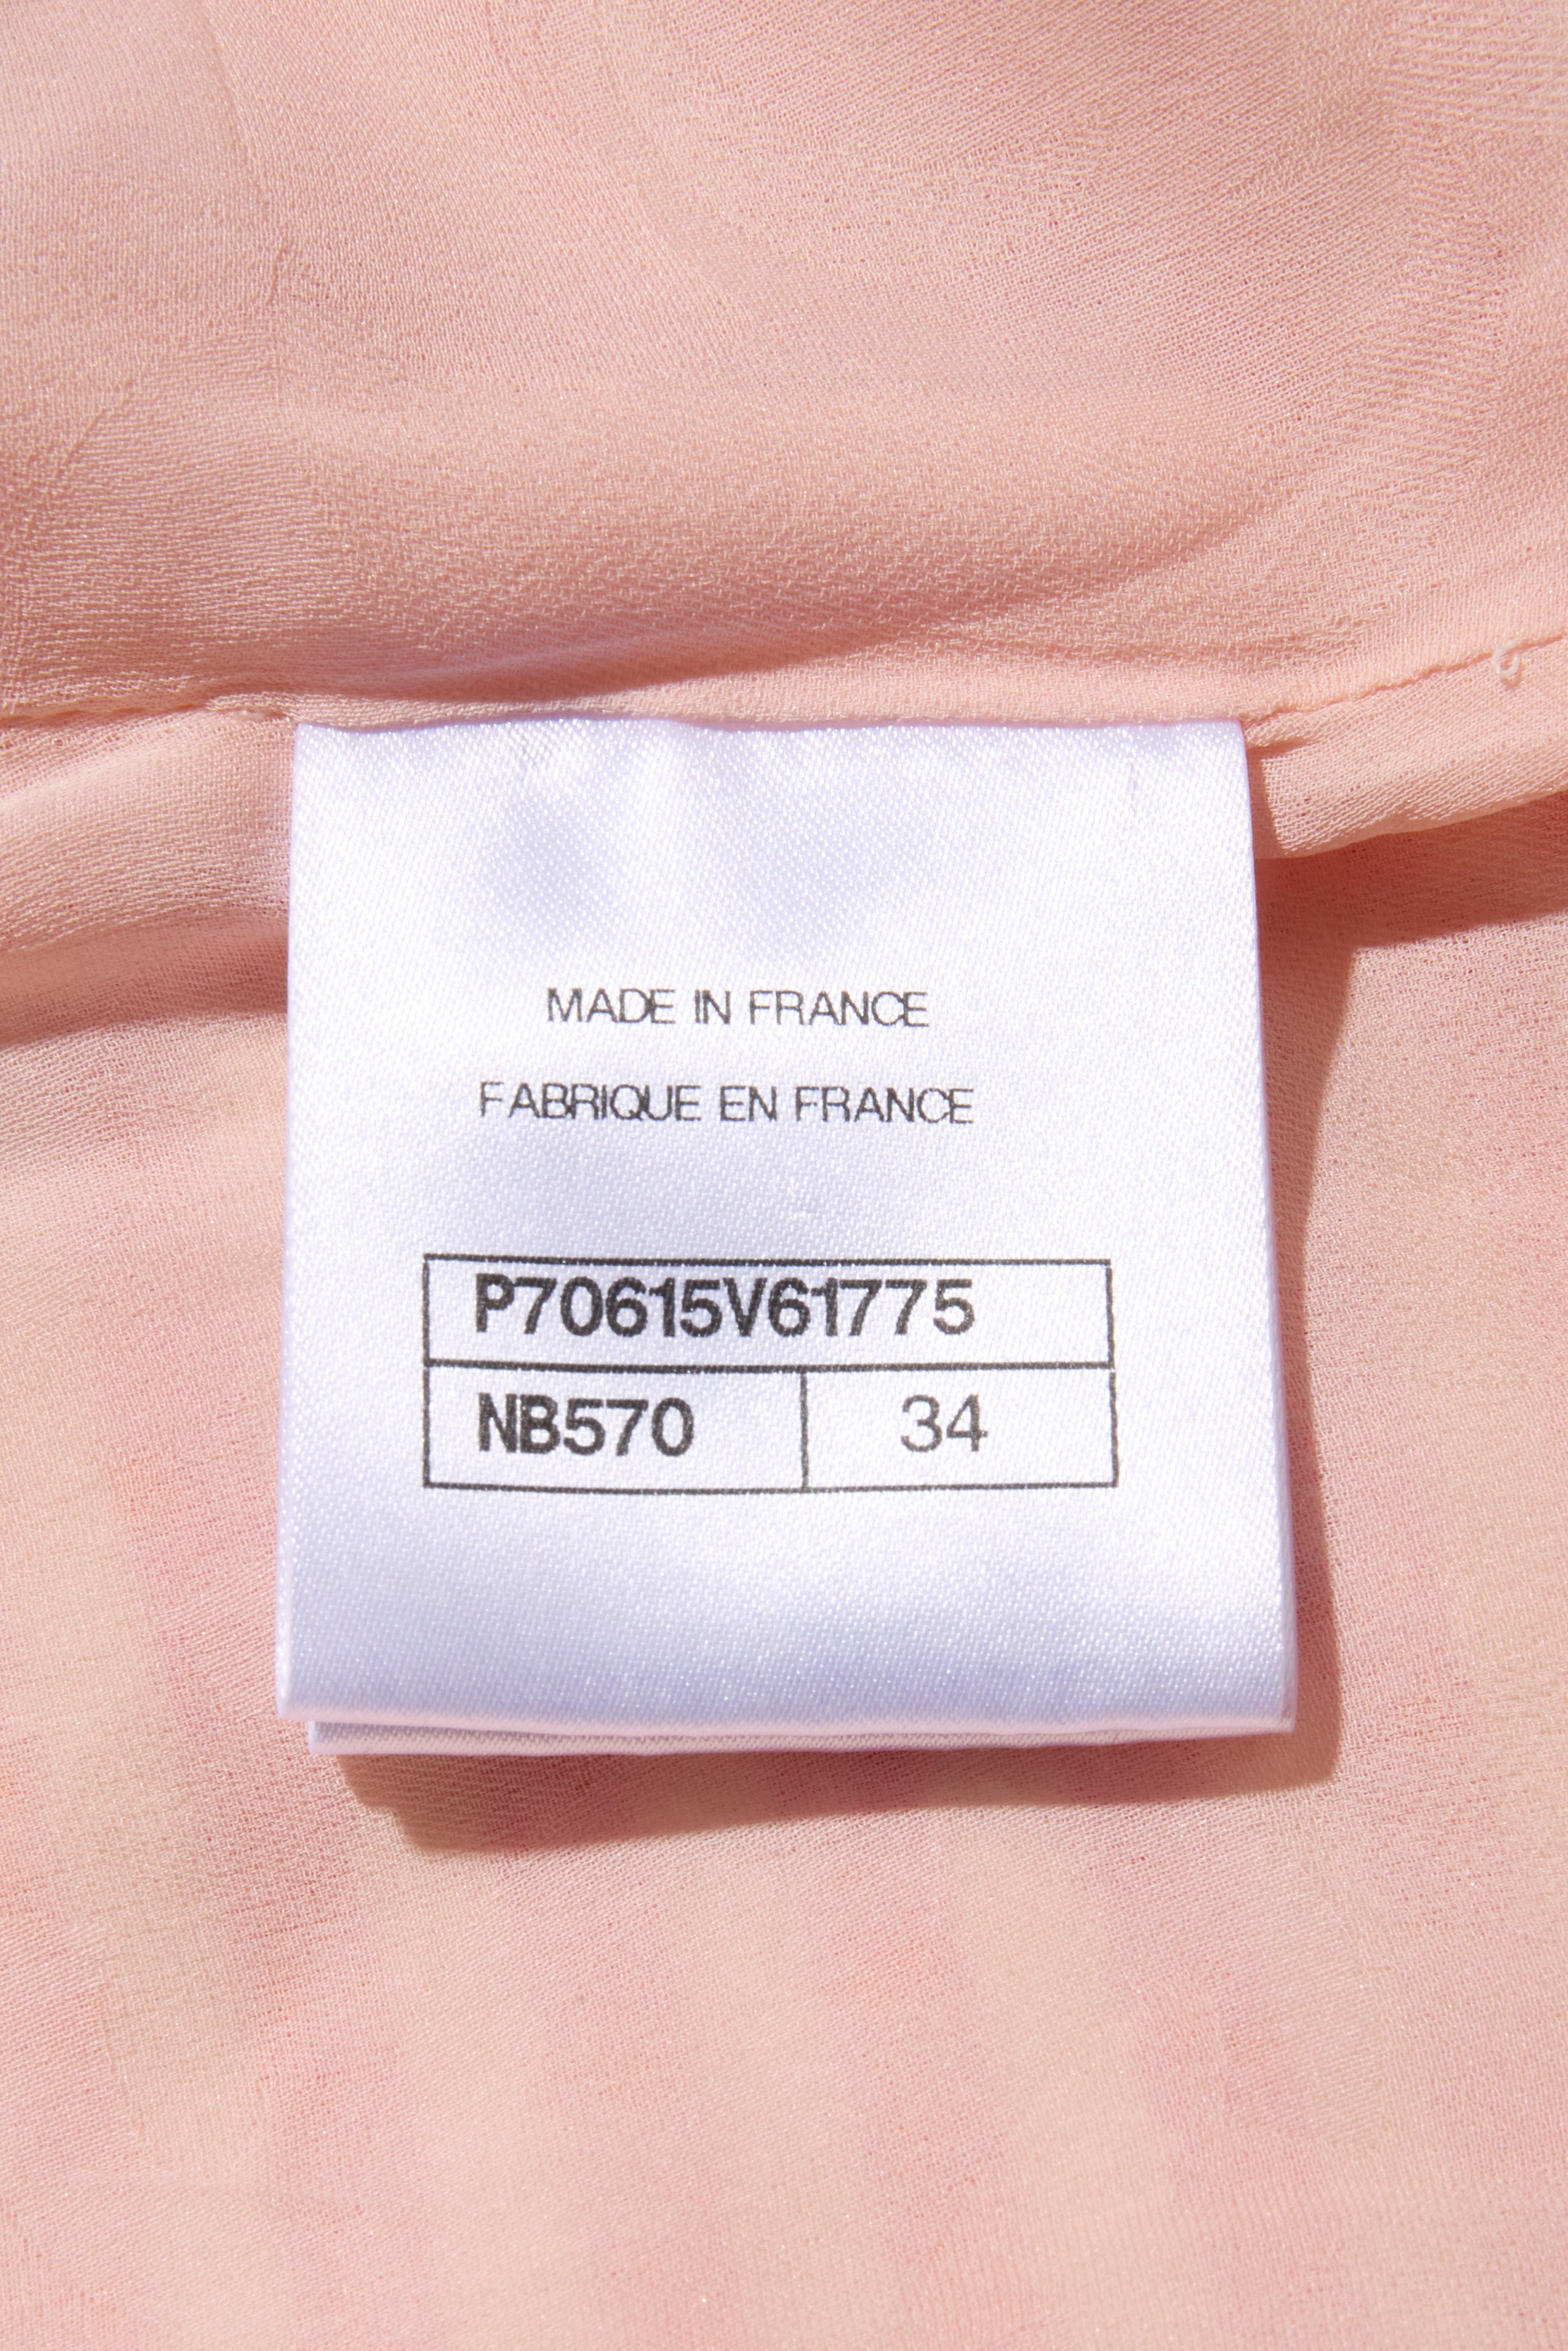 MADE IN FRANCE
FABRIQUE EN FRANCE
P70615V61775
NB570 34